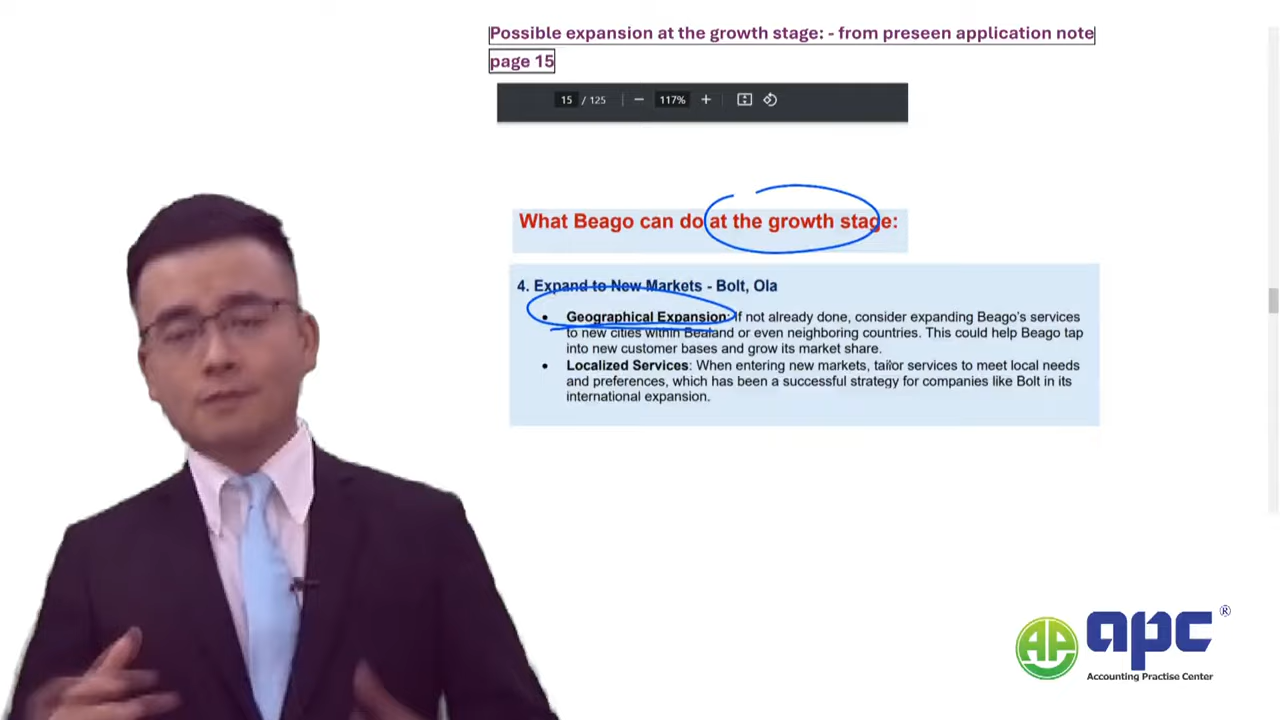 Possible expansion at the growth stage: - from preseen application note
page 15
15 / 125 − 117% +
What Beago can do at the growth stage:
4. Expand to New Markets - Bolt, Ola
• Geographical Expansion: If not already done, consider expanding Beago's services
to new cities within Bealand or even neighboring countries. This could help Beago tap
into new customer bases and grow its market share.
• Localized Services: When entering new markets, tailor services to meet local needs
and preferences, which has been a successful strategy for companies like Bolt in its
international expansion.
AP apc ®
Accounting Practise Center